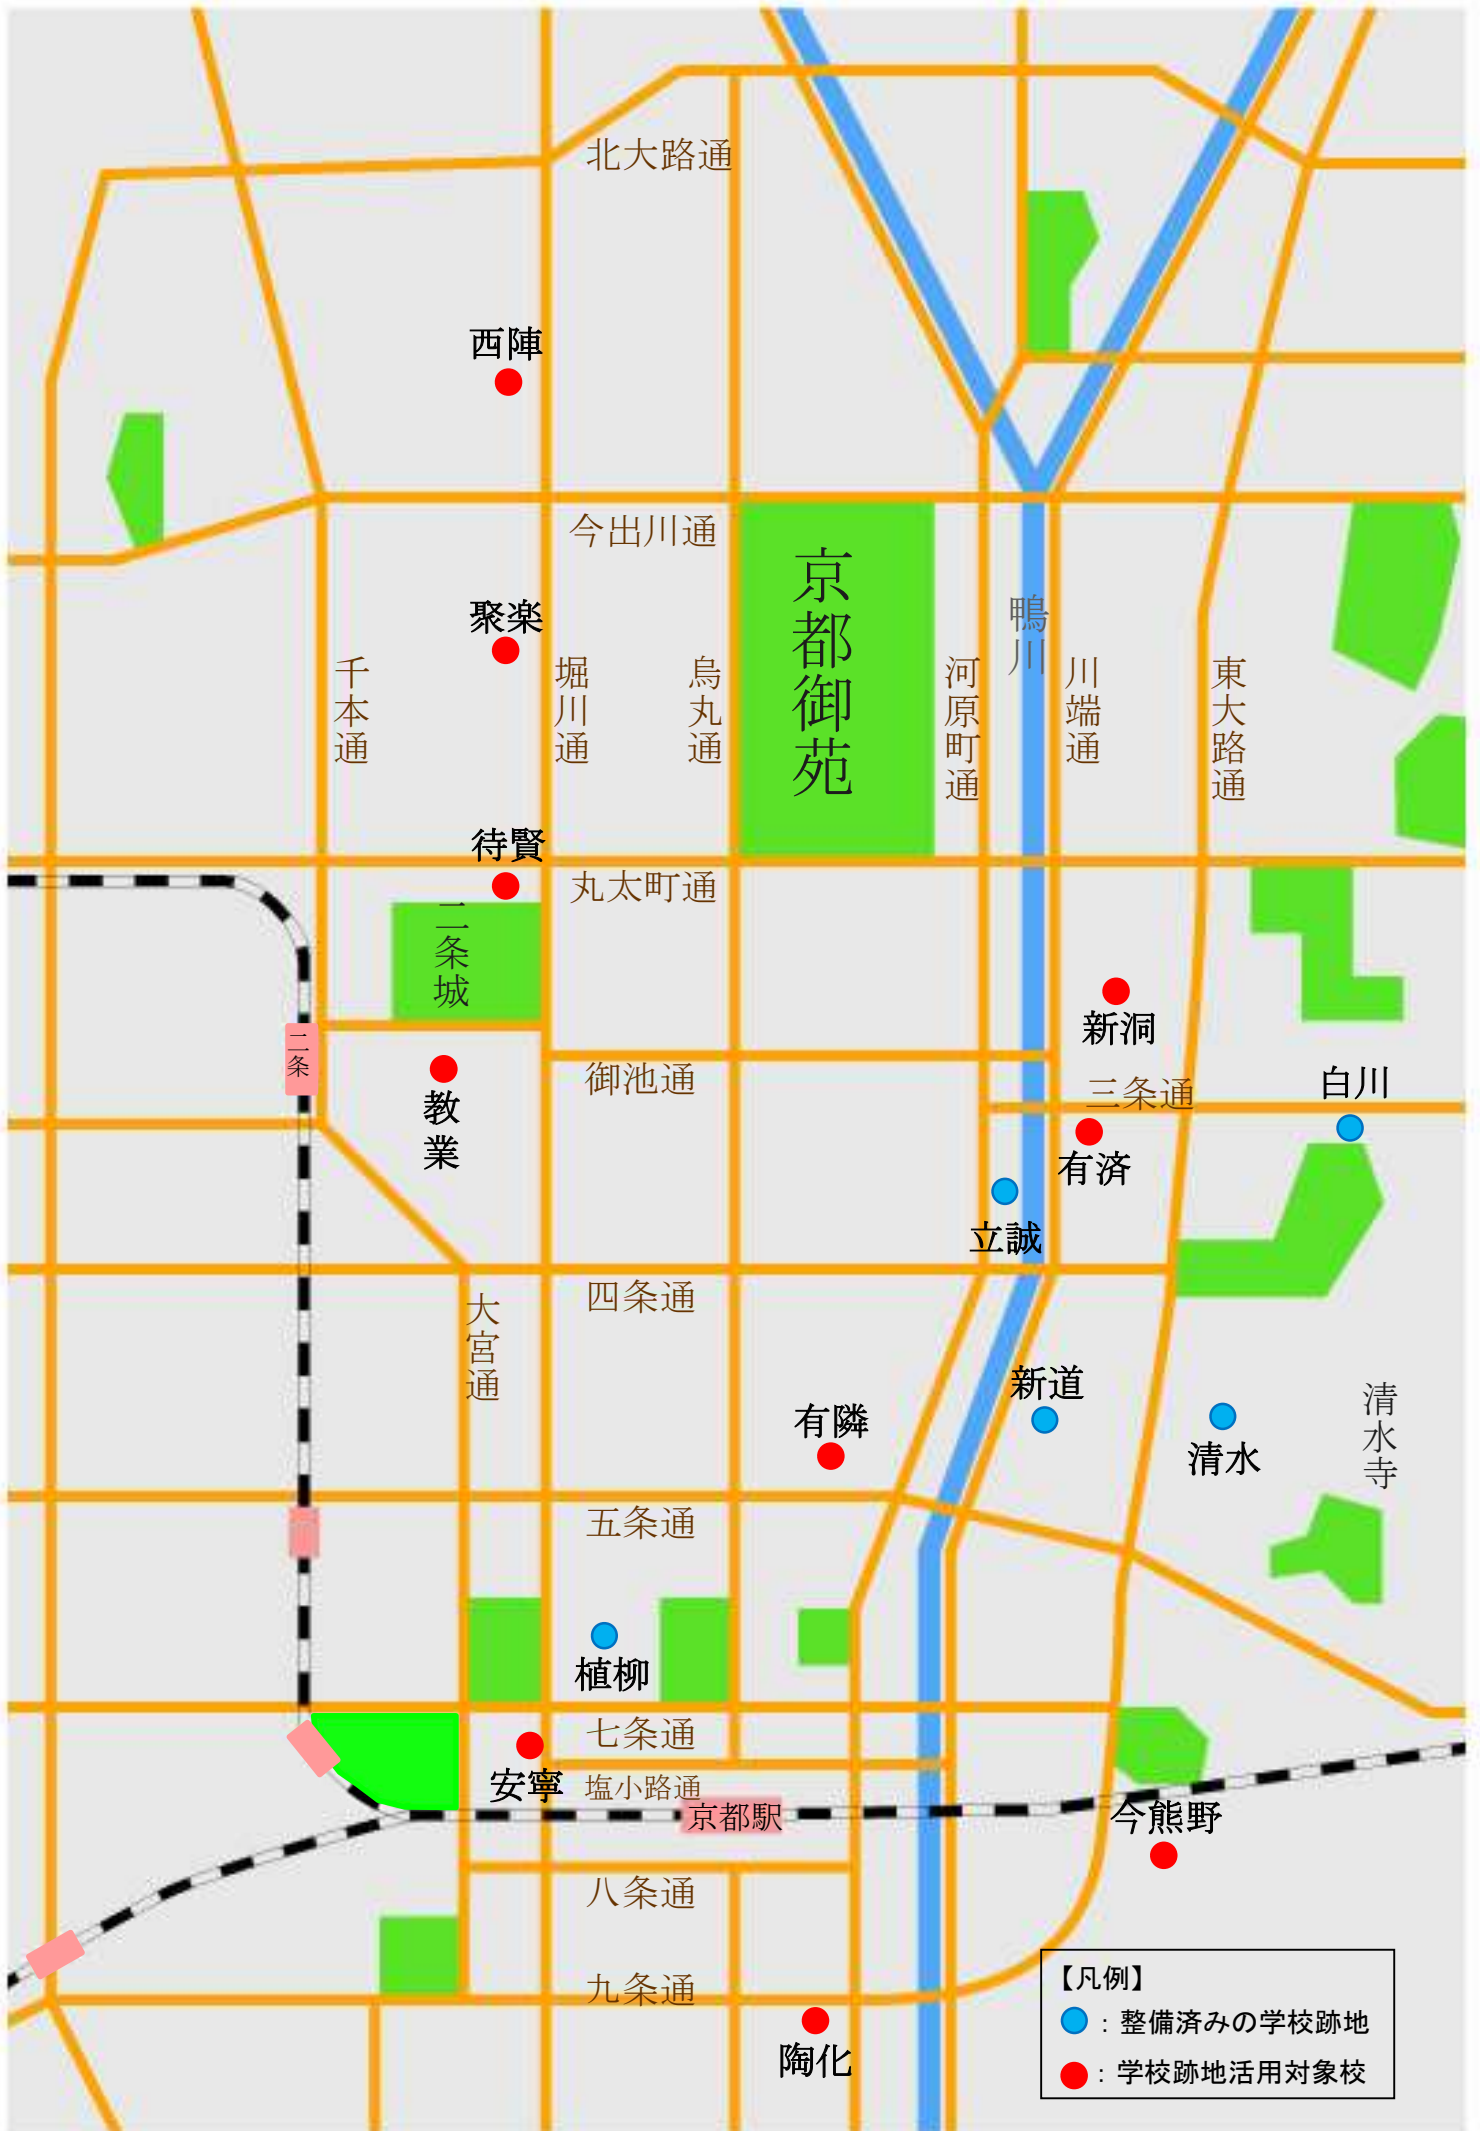 北大路通
西陣
今出川通
京都御苑
鴨川
聚楽
千本通
堀川通
烏丸通
河原町通
川端通
東大路通
待賢
丸太町通
二条城
新洞
二条
教業
御池通
三条通
白川
有済
立誠
四条通
大宮通
新道
有隣
清水
清水寺
五条通
植柳
七条通
安寧
塩小路通
京都駅
今熊野
八条通
九条通
陶化
【凡例】
：整備済みの学校跡地
：学校跡地活用対象校